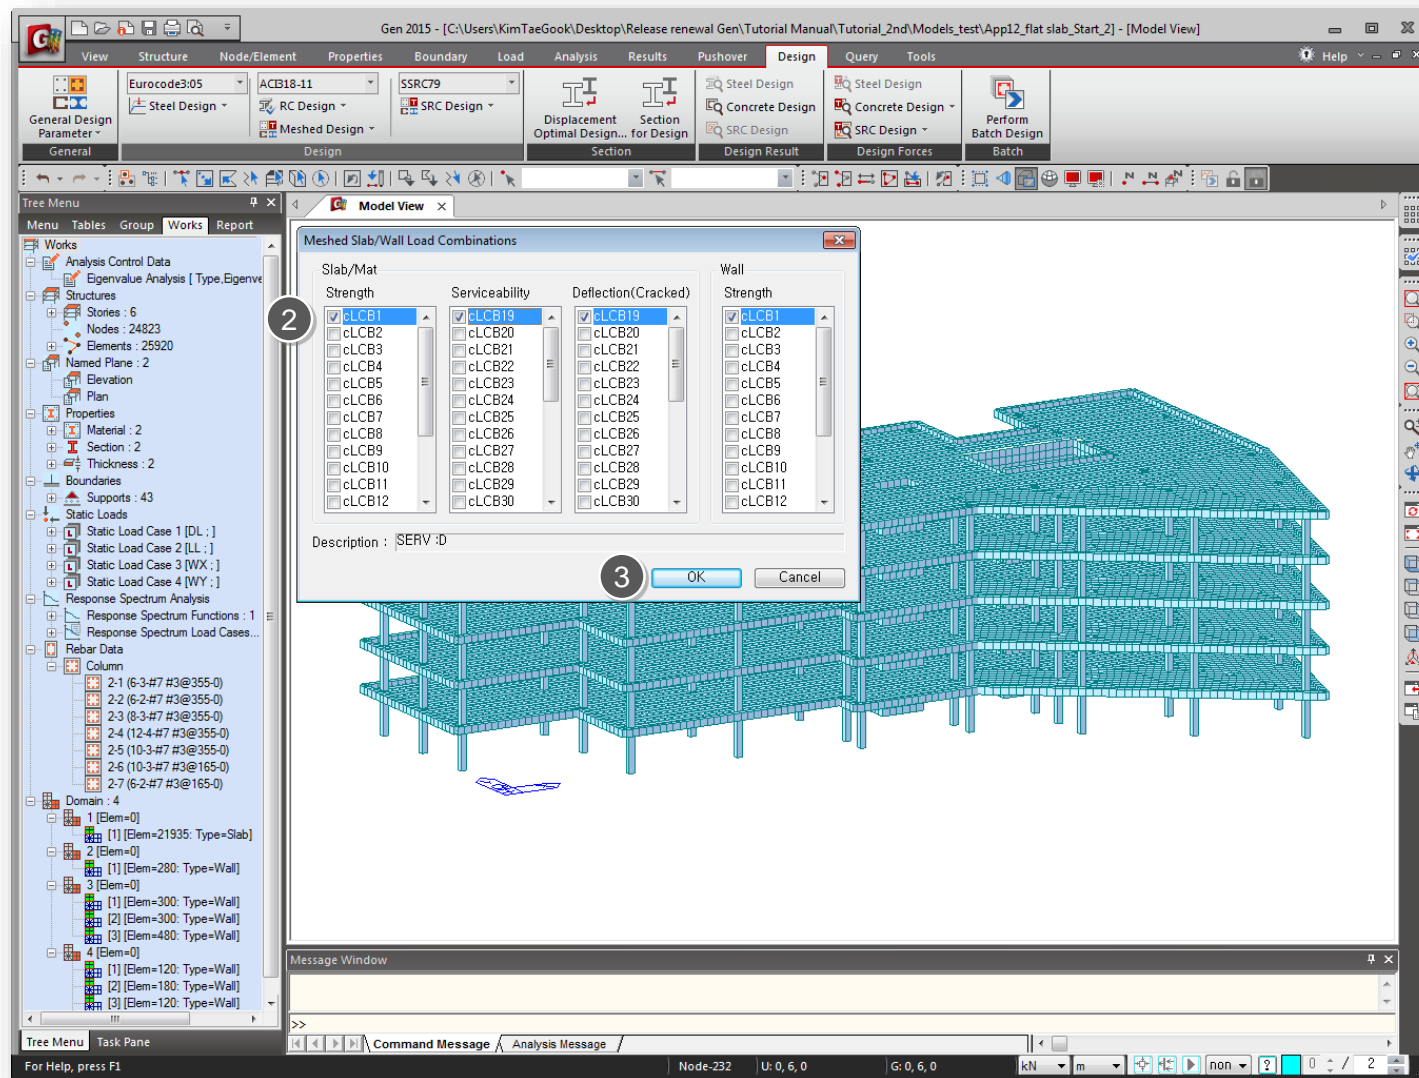 Gen 2015 - [C:\Users\KimTaeGook\Desktop\Release renewal Gen\Tutorial Manual\Tutorial_2nd\Models_test\App12_flat slab_Start_2] - [Model View]
View Structure Node/Element Properties Boundary Load Analysis Results Pushover Design Query Tools Help
Eurocode3:05 ACI318-11 SSRC79
Steel Design RC Design SRC Design
Meshed Design
General Design Parameter
Displacement Optimal Design...
Section for Design
Steel Design Steel Design
Concrete Design Concrete Design
SRC Design SRC Design
Perform Batch Design
General Design Section Design Result Design Forces Batch
Tree Menu
Menu Tables Group Works Report
Works
Analysis Control Data
Eigenvalue Analysis [ Type,Eigenve
Structures
Stories : 6
Nodes : 24823
Elements : 25920
Named Plane : 2
Elevation
Plan
Properties
Material : 2
Section : 2
Thickness : 2
Boundaries
Supports : 43
Static Loads
Static Load Case 1 [DL ; ]
Static Load Case 2 [LL ; ]
Static Load Case 3 [WX ; ]
Static Load Case 4 [WY ; ]
Response Spectrum Analysis
Response Spectrum Functions : 1
Response Spectrum Load Cases...
Rebar Data
Column
2-1 (6-3-#7 #3@355-0)
2-2 (6-2-#7 #3@355-0)
2-3 (8-3-#7 #3@355-0)
2-4 (12-4-#7 #3@355-0)
2-5 (10-3-#7 #3@355-0)
2-6 (10-3-#7 #3@165-0)
2-7 (6-2-#7 #3@165-0)
Domain : 4
1 [Elem=0]
[1] [Elem=21935: Type=Slab]
2 [Elem=0]
[1] [Elem=280: Type=Wall]
3 [Elem=0]
[1] [Elem=300: Type=Wall]
[2] [Elem=300: Type=Wall]
[3] [Elem=480: Type=Wall]
4 [Elem=0]
[1] [Elem=120: Type=Wall]
[2] [Elem=180: Type=Wall]
[3] [Elem=120: Type=Wall]
Tree Menu Task Pane
Model View
Meshed Slab/Wall Load Combinations
Slab/Mat Wall
Strength Serviceability Deflection(Cracked) Strength
2
cLCB1 cLCB19 cLCB19 cLCB1
cLCB2 cLCB20 cLCB20 cLCB2
cLCB3 cLCB21 cLCB21 cLCB3
cLCB4 cLCB22 cLCB22 cLCB4
cLCB5 cLCB23 cLCB23 cLCB5
cLCB6 cLCB24 cLCB24 cLCB6
cLCB7 cLCB25 cLCB25 cLCB7
cLCB8 cLCB26 cLCB26 cLCB8
cLCB9 cLCB27 cLCB27 cLCB9
cLCB10 cLCB28 cLCB28 cLCB10
cLCB11 cLCB29 cLCB29 cLCB11
cLCB12 cLCB30 cLCB30 cLCB12
Description : SERV :D
3 OK Cancel
Message Window
>>
Command Message Analysis Message
For Help, press F1 Node-232 U: 0, 6, 0 G: 0, 6, 0 kN m non ? 0 / 2